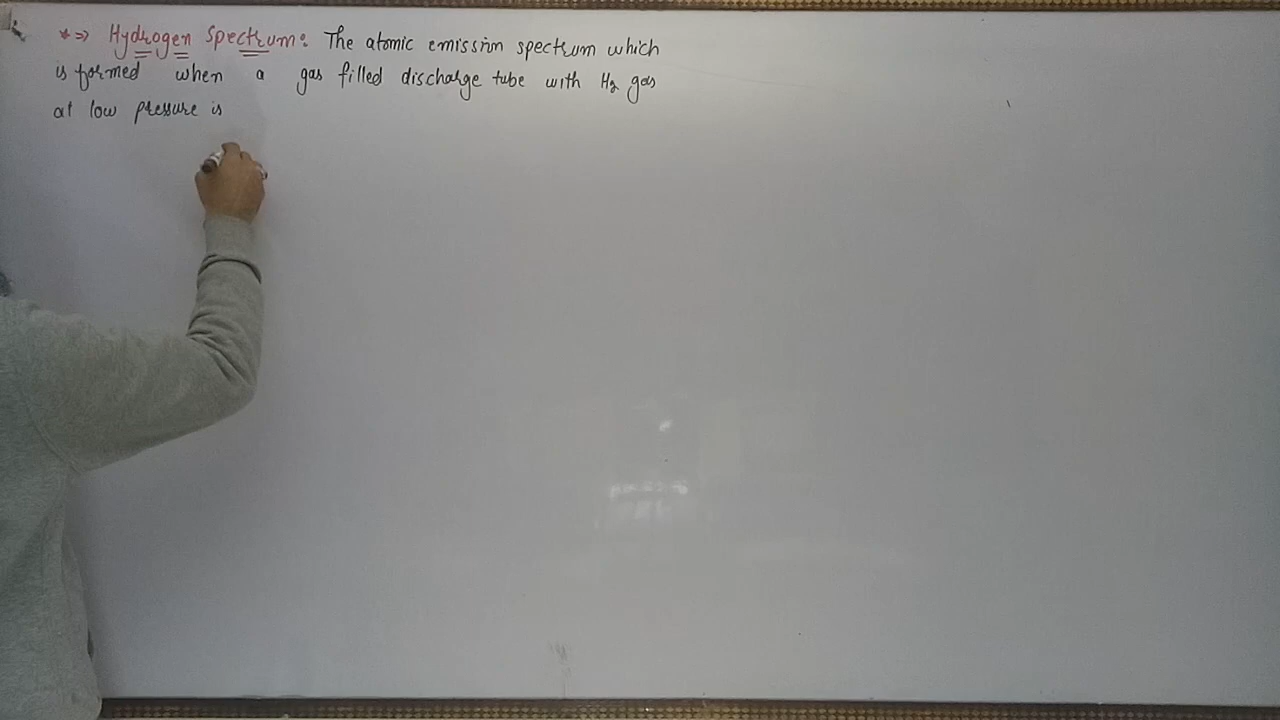 *⇒ Hydrogen Spectrum: The atomic emission spectrum which
is formed when a gas filled discharge tube with H₂ gas
at low pressure is